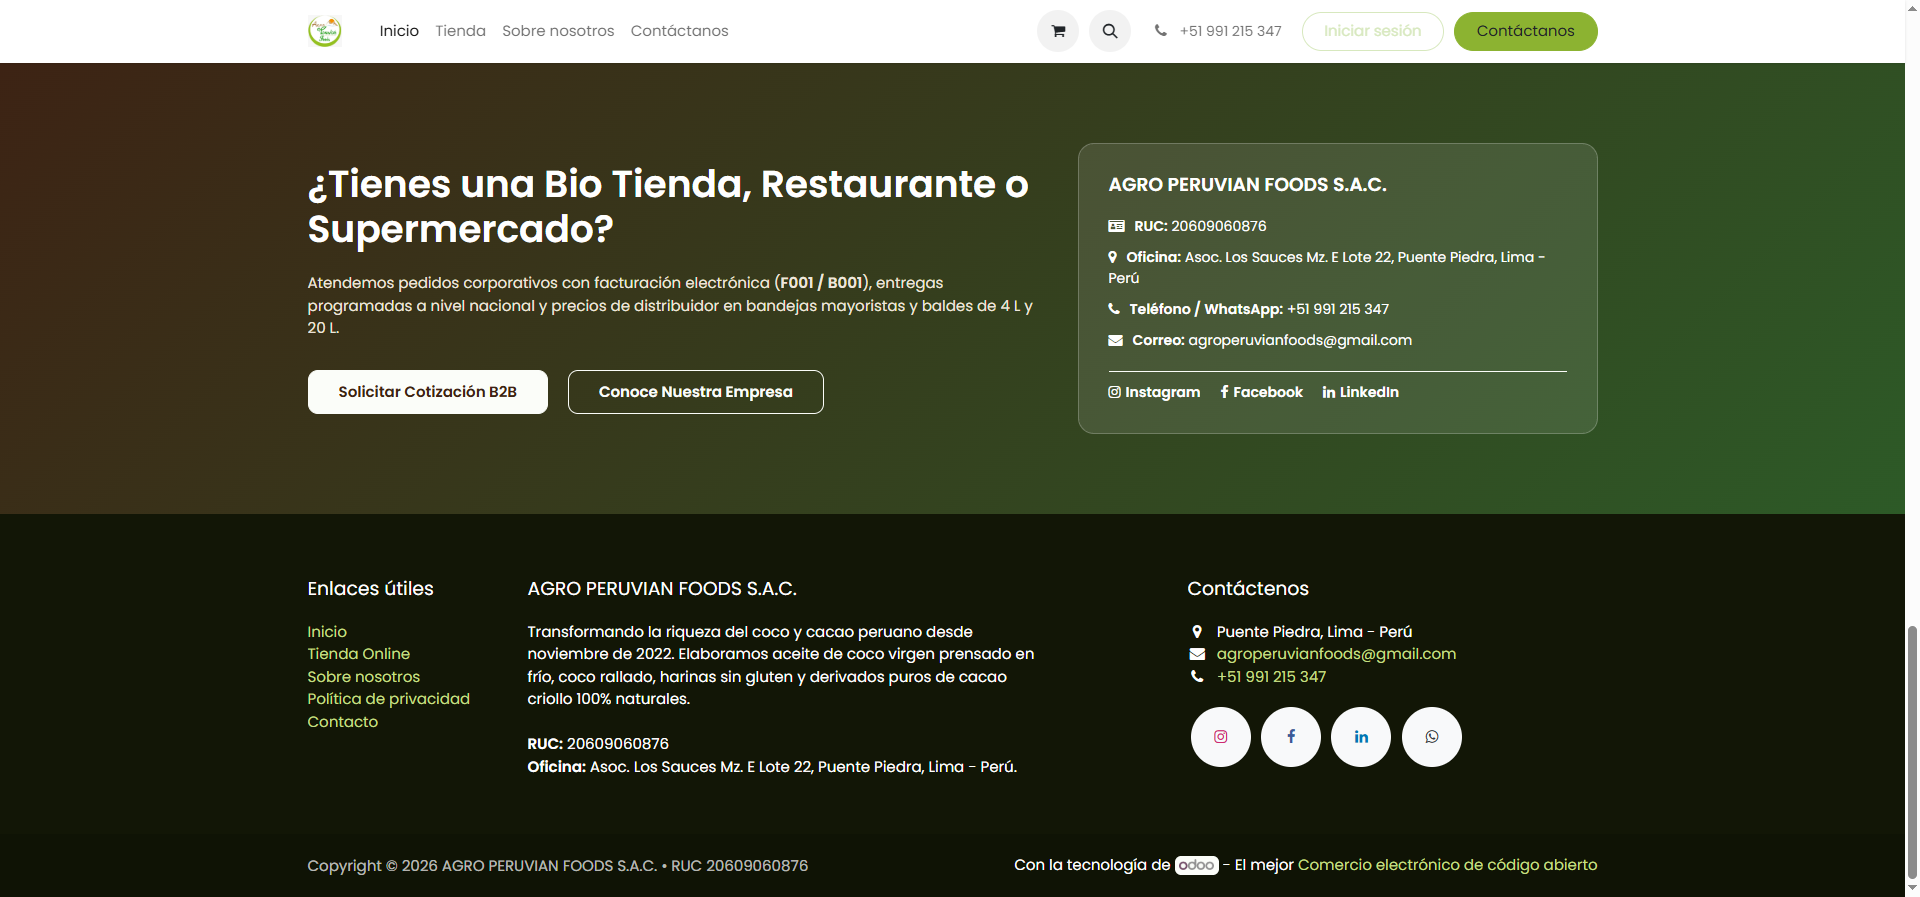 Inicio Tienda Sobre nosotros Contáctanos +51 991 215 347 Iniciar sesión Contáctanos
¿Tienes una Bio Tienda, Restaurante o
Supermercado?
Atendemos pedidos corporativos con facturación electrónica (F001 / B001), entregas
programadas a nivel nacional y precios de distribuidor en bandejas mayoristas y baldes de 4 L y
20 L.
Solicitar Cotización B2B Conoce Nuestra Empresa
AGRO PERUVIAN FOODS S.A.C.
RUC: 20609060876
Oficina: Asoc. Los Sauces Mz. E Lote 22, Puente Piedra, Lima -
Perú
Teléfono / WhatsApp: +51 991 215 347
Correo: agroperuvianfoods@gmail.com
Instagram Facebook LinkedIn
Enlaces útiles
Inicio
Tienda Online
Sobre nosotros
Política de privacidad
Contacto
AGRO PERUVIAN FOODS S.A.C.
Transformando la riqueza del coco y cacao peruano desde
noviembre de 2022. Elaboramos aceite de coco virgen prensado en
frío, coco rallado, harinas sin gluten y derivados puros de cacao
criollo 100% naturales.
RUC: 20609060876
Oficina: Asoc. Los Sauces Mz. E Lote 22, Puente Piedra, Lima - Perú.
Contáctenos
Puente Piedra, Lima - Perú
agroperuvianfoods@gmail.com
+51 991 215 347
Copyright © 2026 AGRO PERUVIAN FOODS S.A.C. • RUC 20609060876
Con la tecnología de odoo - El mejor Comercio electrónico de código abierto